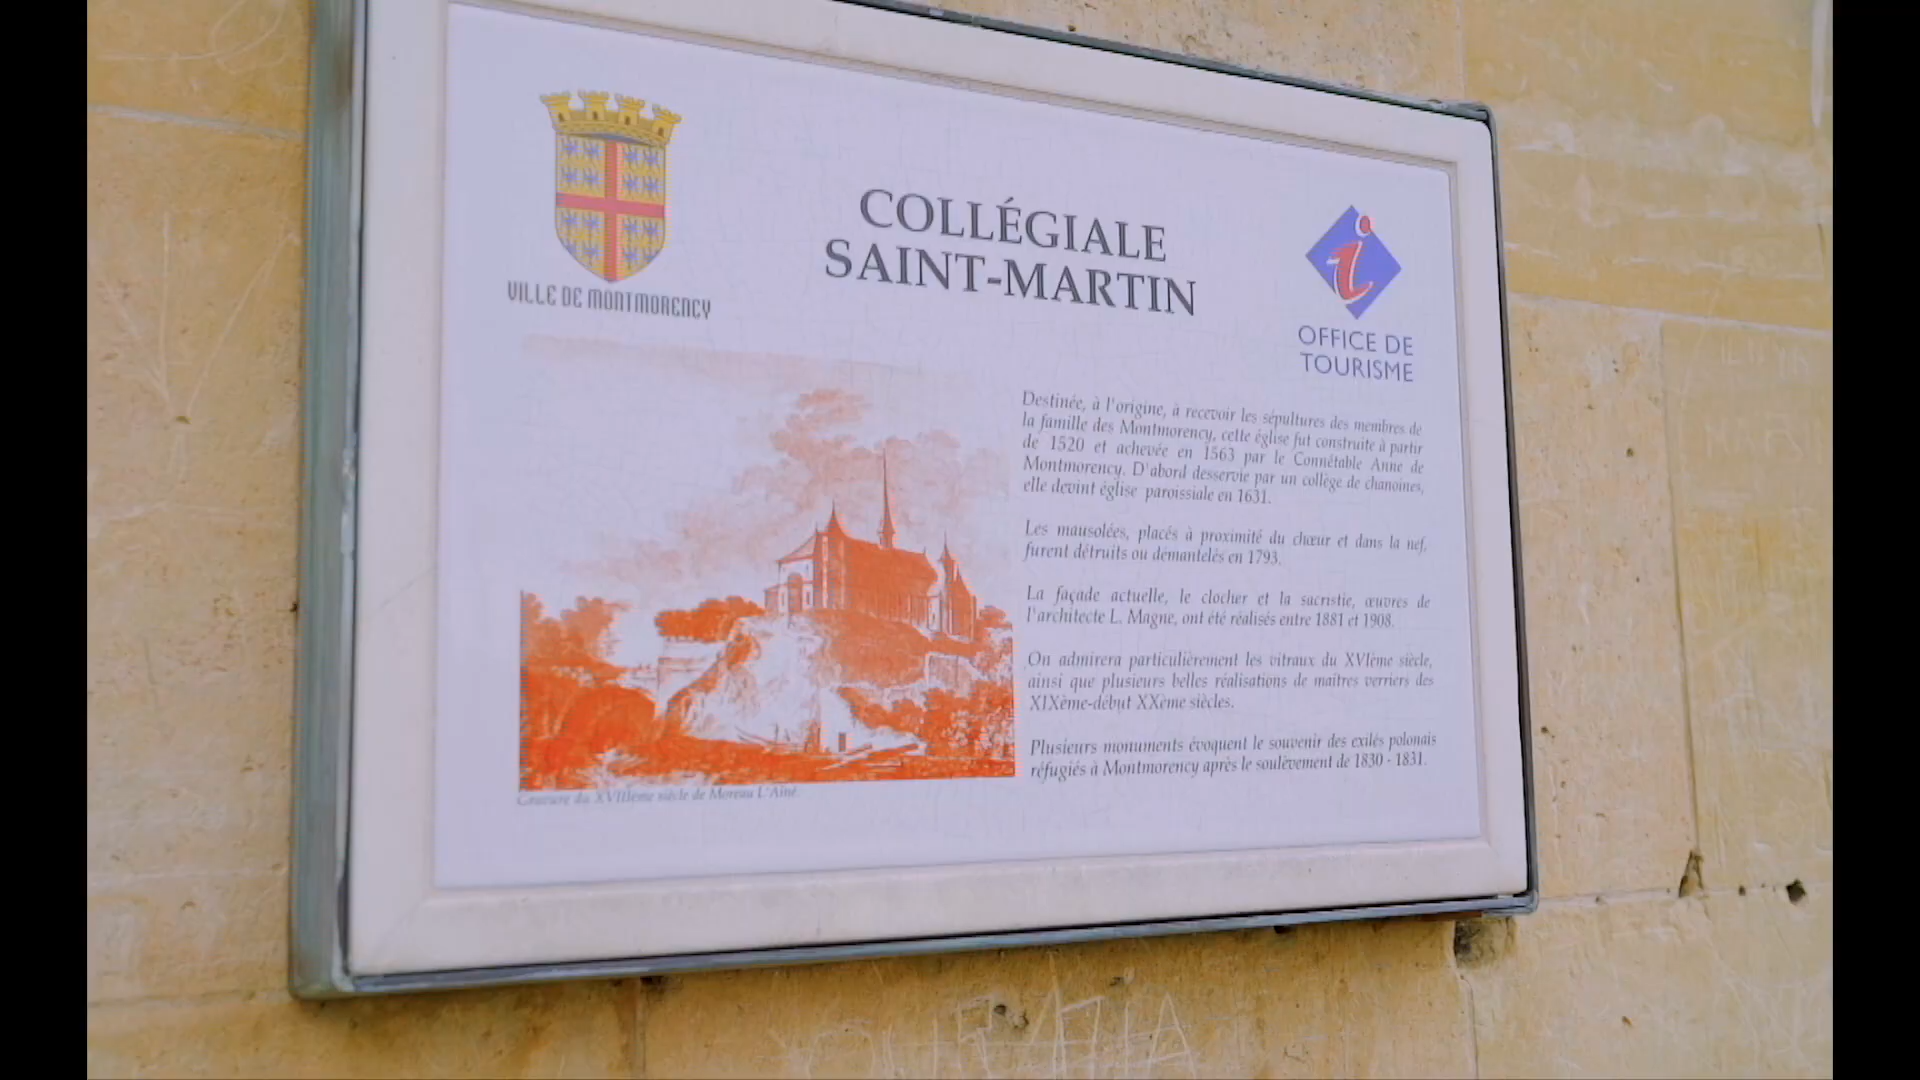 VILLE DE MONTMORENCY
COLLÉGIALE
SAINT-MARTIN
i
OFFICE DE
TOURISME
Destinée, à l'origine, à recevoir les sépultures des membres de
la famille des Montmorency, cette église fut construite à partir
de 1520 et achevée en 1563 par le Connétable Anne de
Montmorency. D'abord desservie par un collège de chanoines,
elle devint église paroissiale en 1631.
Les mausolées, placés à proximité du chœur et dans la nef,
furent détruits ou démantelés en 1793.
La façade actuelle, le clocher et la sacristie, œuvres de
l'architecte L. Magne, ont été réalisés entre 1881 et 1908.
On admirera particulièrement les vitraux du XVIème siècle,
ainsi que plusieurs belles réalisations de maîtres verriers des
XIXème-début XXème siècles.
Plusieurs monuments évoquent le souvenir des exilés polonais
réfugiés à Montmorency après le soulèvement de 1830 - 1831.
Gravure du XVIIIème siècle de Moreau L'Aîné